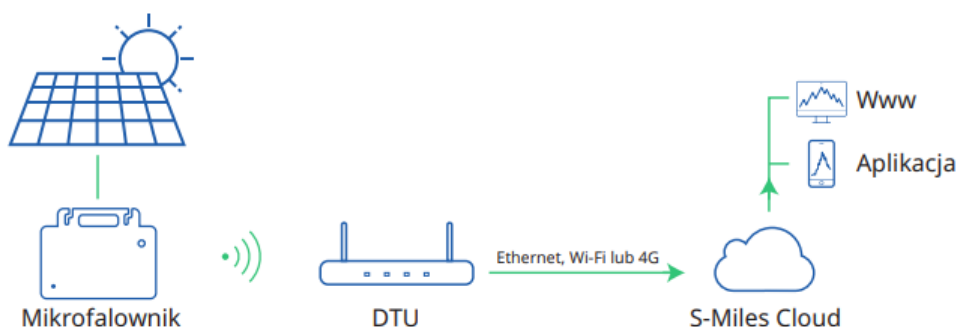 Www
Aplikacja
Ethernet, Wi-Fi lub 4G
Mikrofalownik
DTU
S-Miles Cloud